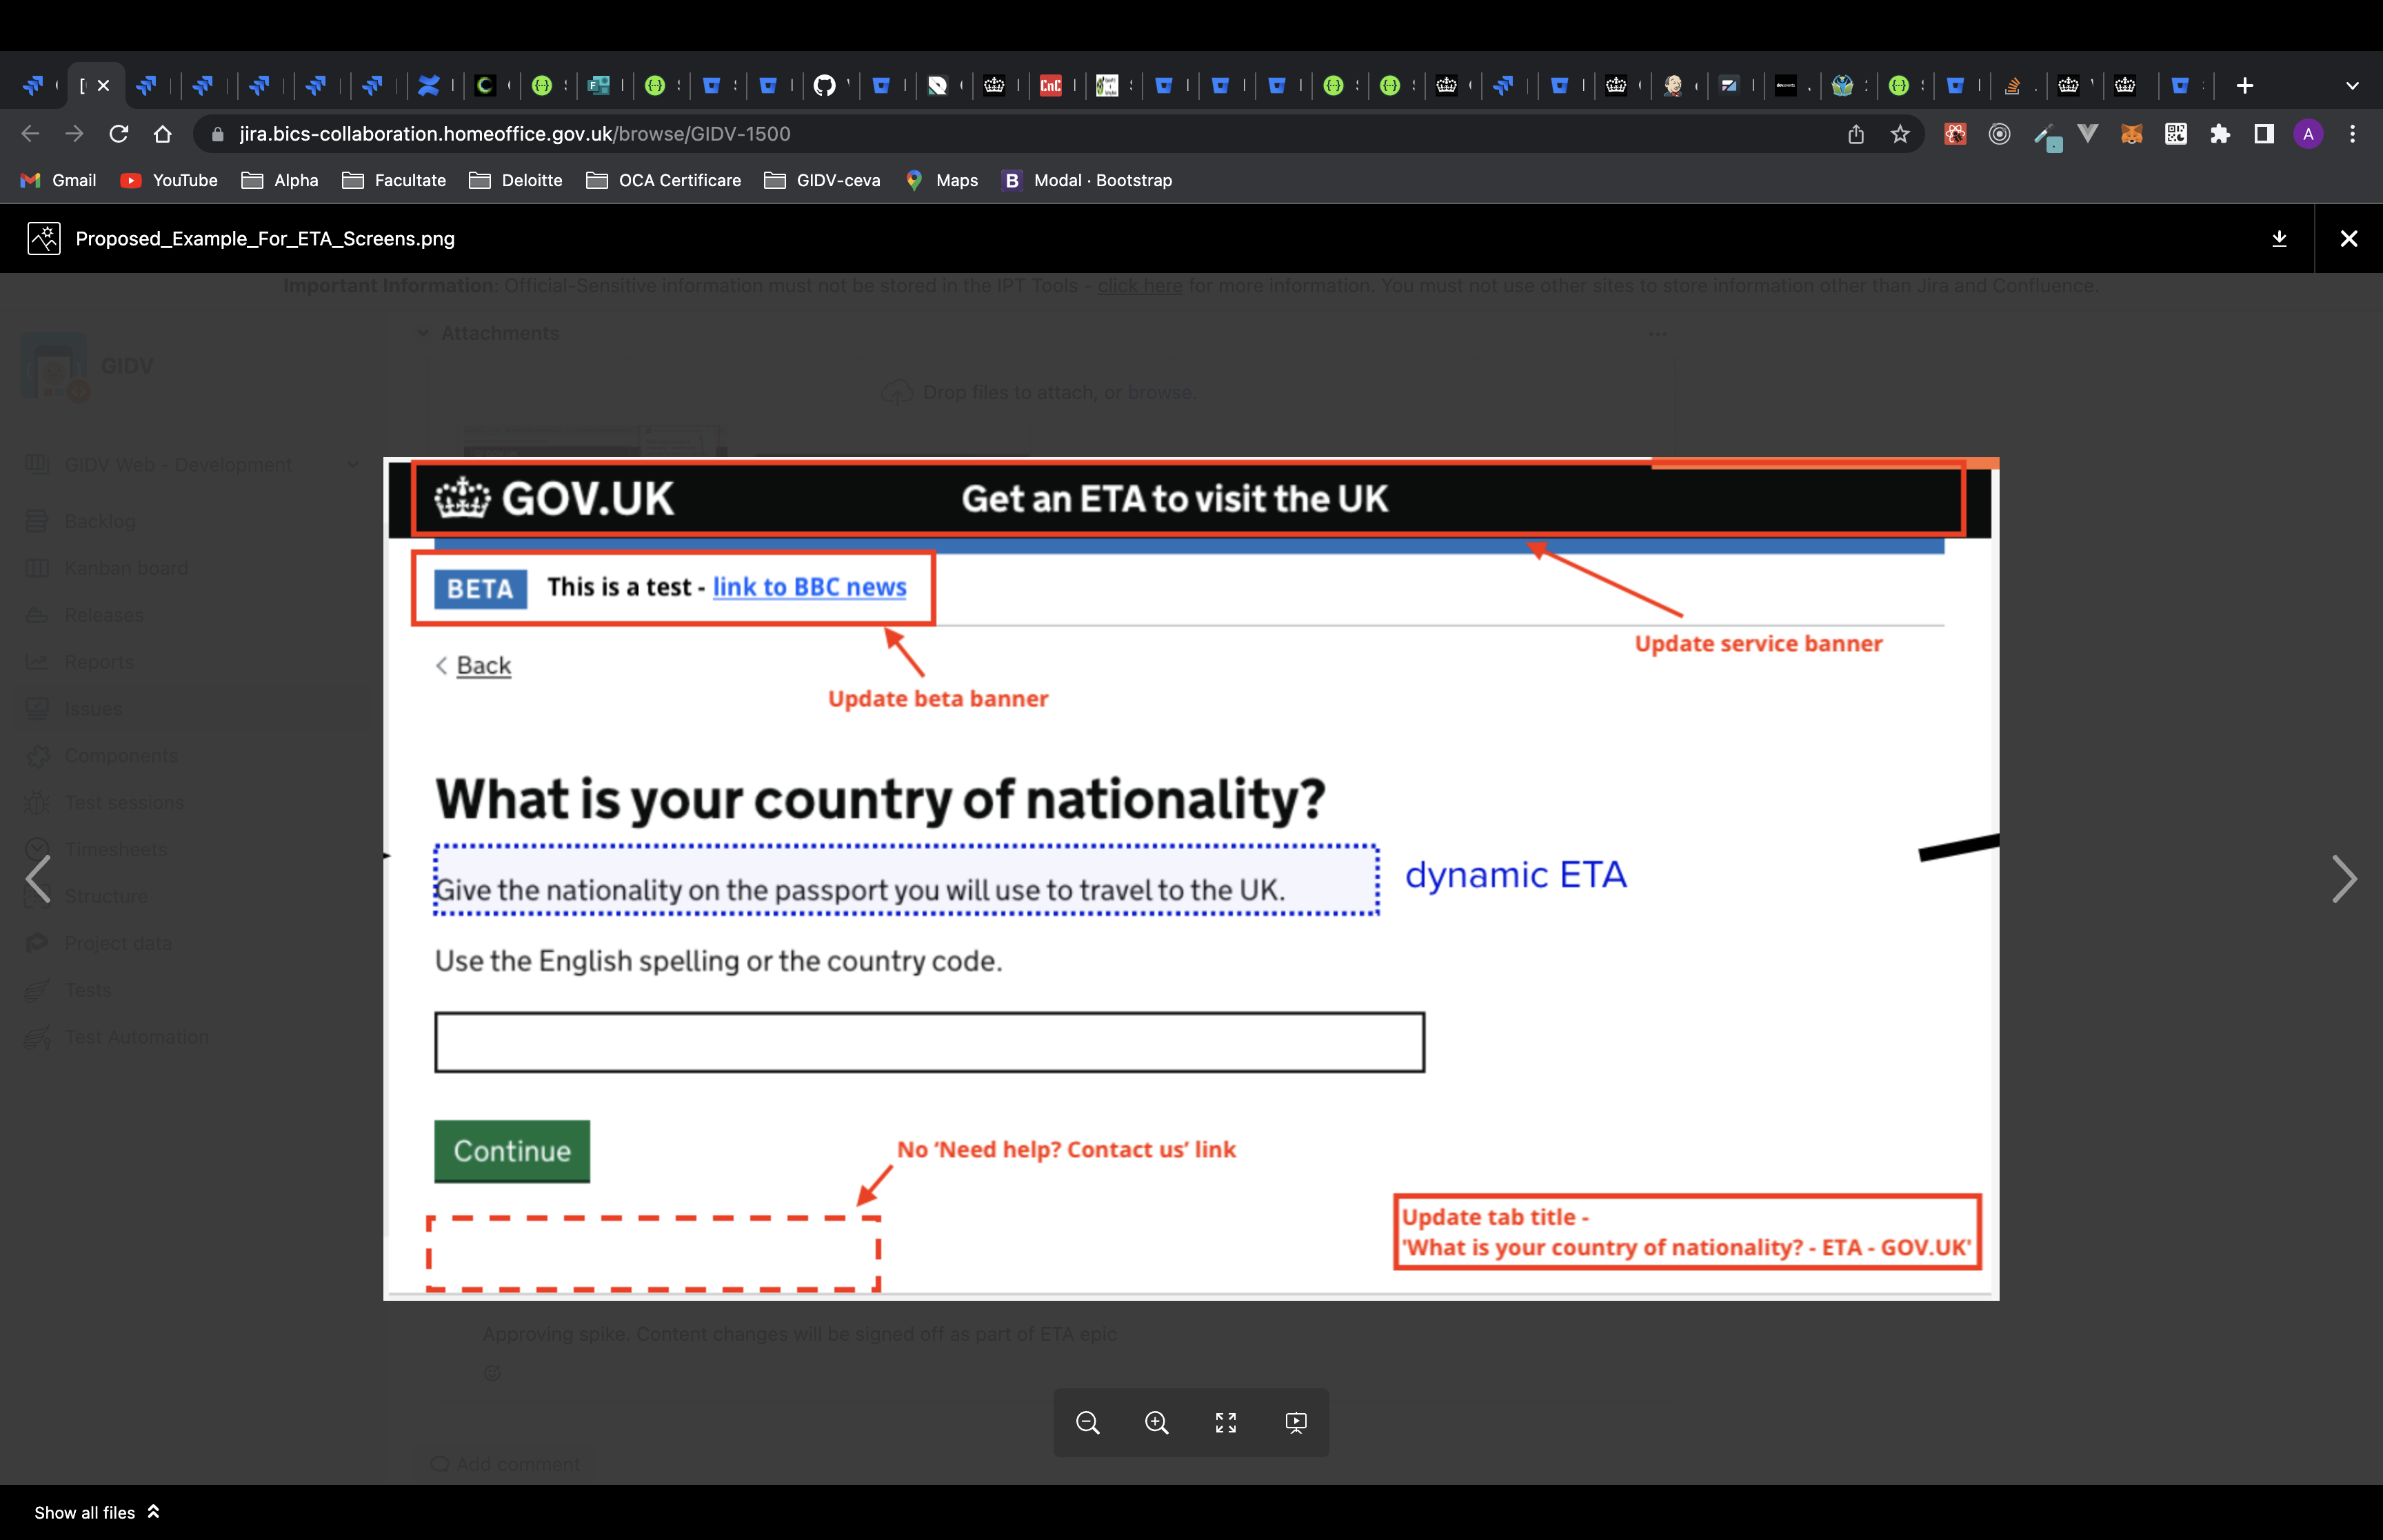 jira.bics-collaboration.homeoffice.gov.uk/browse/GIDV-1500
A
Gmail YouTube Alpha Facultate Deloitte OCA Certificare GIDV-ceva Maps B Modal · Bootstrap
Proposed_Example_For_ETA_Screens.png
Important Information: Official-Sensitive information must not be stored in the IPT Tools - click here for more information. You must not use other sites to store information other than Jira and Confluence.
Attachments
GIDV
Drop files to attach, or browse.
GIDV Web - Development
Backlog
Kanban board
Releases
Reports
Issues
Components
Test sessions
Timesheets
Structure
Project data
Tests
Test Automation
GOV.UK Get an ETA to visit the UK
BETA This is a test - link to BBC news
Update service banner
Back
Update beta banner
What is your country of nationality?
Give the nationality on the passport you will use to travel to the UK.
dynamic ETA
Use the English spelling or the country code.
Continue
No ‘Need help? Contact us’ link
Update tab title -
'What is your country of nationality? - ETA - GOV.UK'
Approving spike. Content changes will be signed off as part of ETA epic
Add comment
Show all files